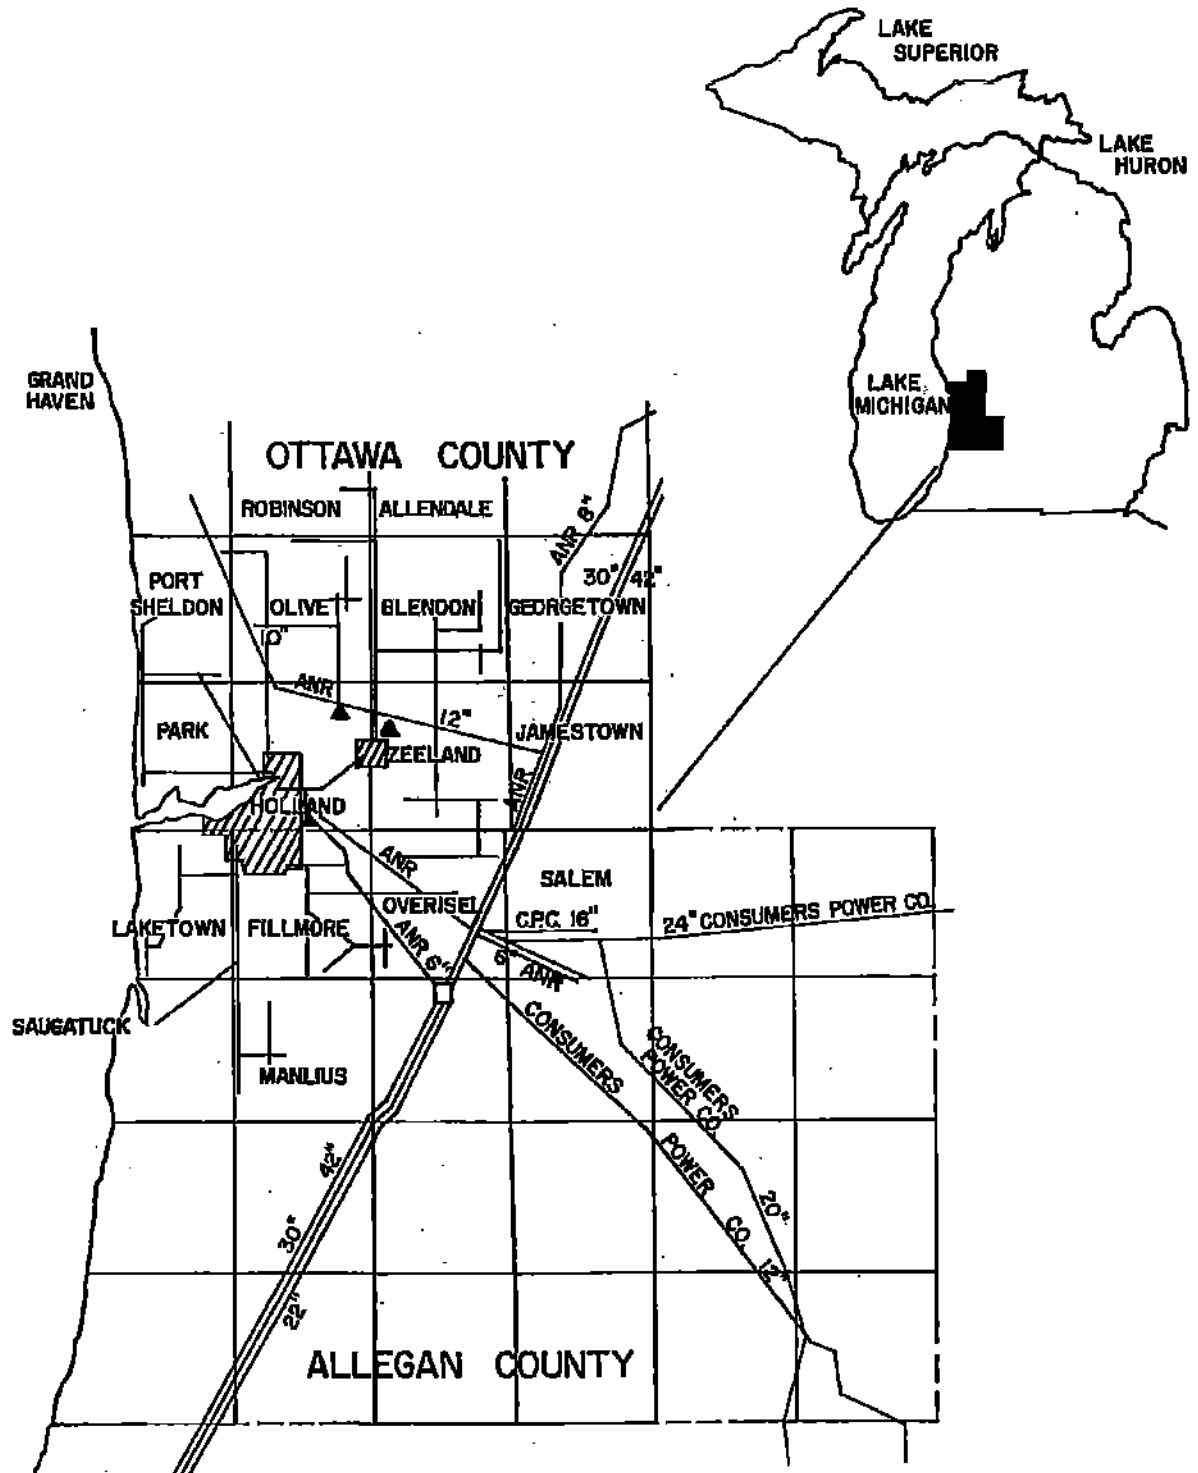 LAKE
SUPERIOR
LAKE
HURON
LAKE
MICHIGAN
GRAND
HAVEN
OTTAWA COUNTY
ROBINSON
ALLENDALE
ANR 8"
30" 42"
PORT
SHELDON
OLIVE
BLENDON
GEORGETOWN
10"
ANR
12"
PARK
JAMESTOWN
ZEELAND
ANR
HOLLAND
ANR
SALEM
OVERISEL
C.P.C. 16"
24" CONSUMERS POWER CO.
LAKETOWN
FILLMORE
ANR 6"
6" ANR
SAUGATUCK
CONSUMERS
POWER CO. 12"
CONSUMERS
POWER CO.
20"
MANLIUS
42"
30"
22"
ALLEGAN COUNTY